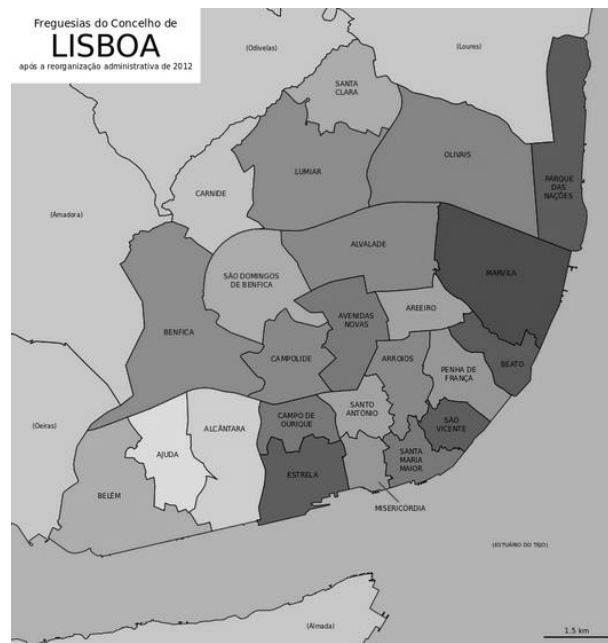 Freguesias do Concelho de
LISBOA
após a reorganização administrativa de 2012
(Odivelas)
(Loures)
SANTA
CLARA
OLIVAIS
LUMIAR
PARQUE
DAS
NAÇÕES
CARNIDE
(Amadora)
ALVALADE
MARVILA
SÃO DOMINGOS
DE BENFICA
AREEIRO
AVENIDAS
NOVAS
BENFICA
CAMPOLIDE
ARROIOS
PENHA DE
FRANÇA
BEATO
SANTO
ANTÓNIO
(Oeiras)
CAMPO DE
OURIQUE
ALCÂNTARA
SÃO
VICENTE
AJUDA
SANTA
MARIA
MAIOR
ESTRELA
BELÉM
MISERICÓRDIA
(ESTUÁRIO DO TEJO)
(Almada)
1.5 km